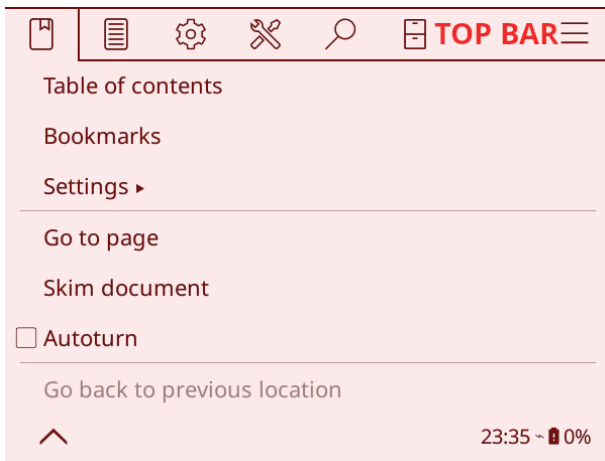 TOP BAR
Table of contents
Bookmarks
Settings ▸
Go to page
Skim document
Autoturn
Go back to previous location
23:35 0%